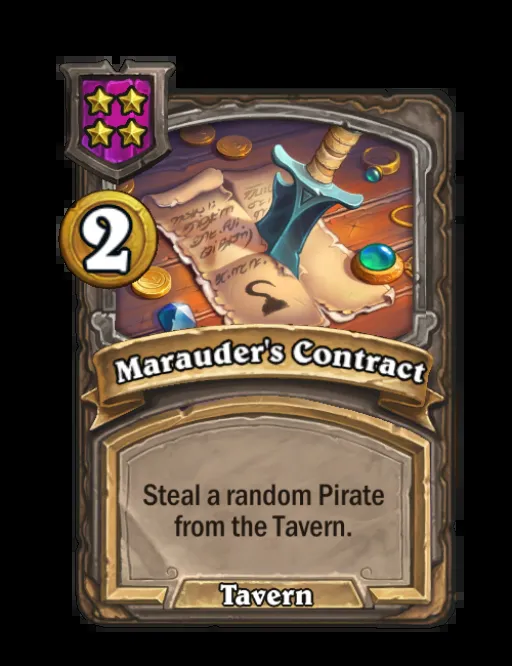 2
Marauder's Contract
Steal a random Pirate
from the Tavern.
Tavern